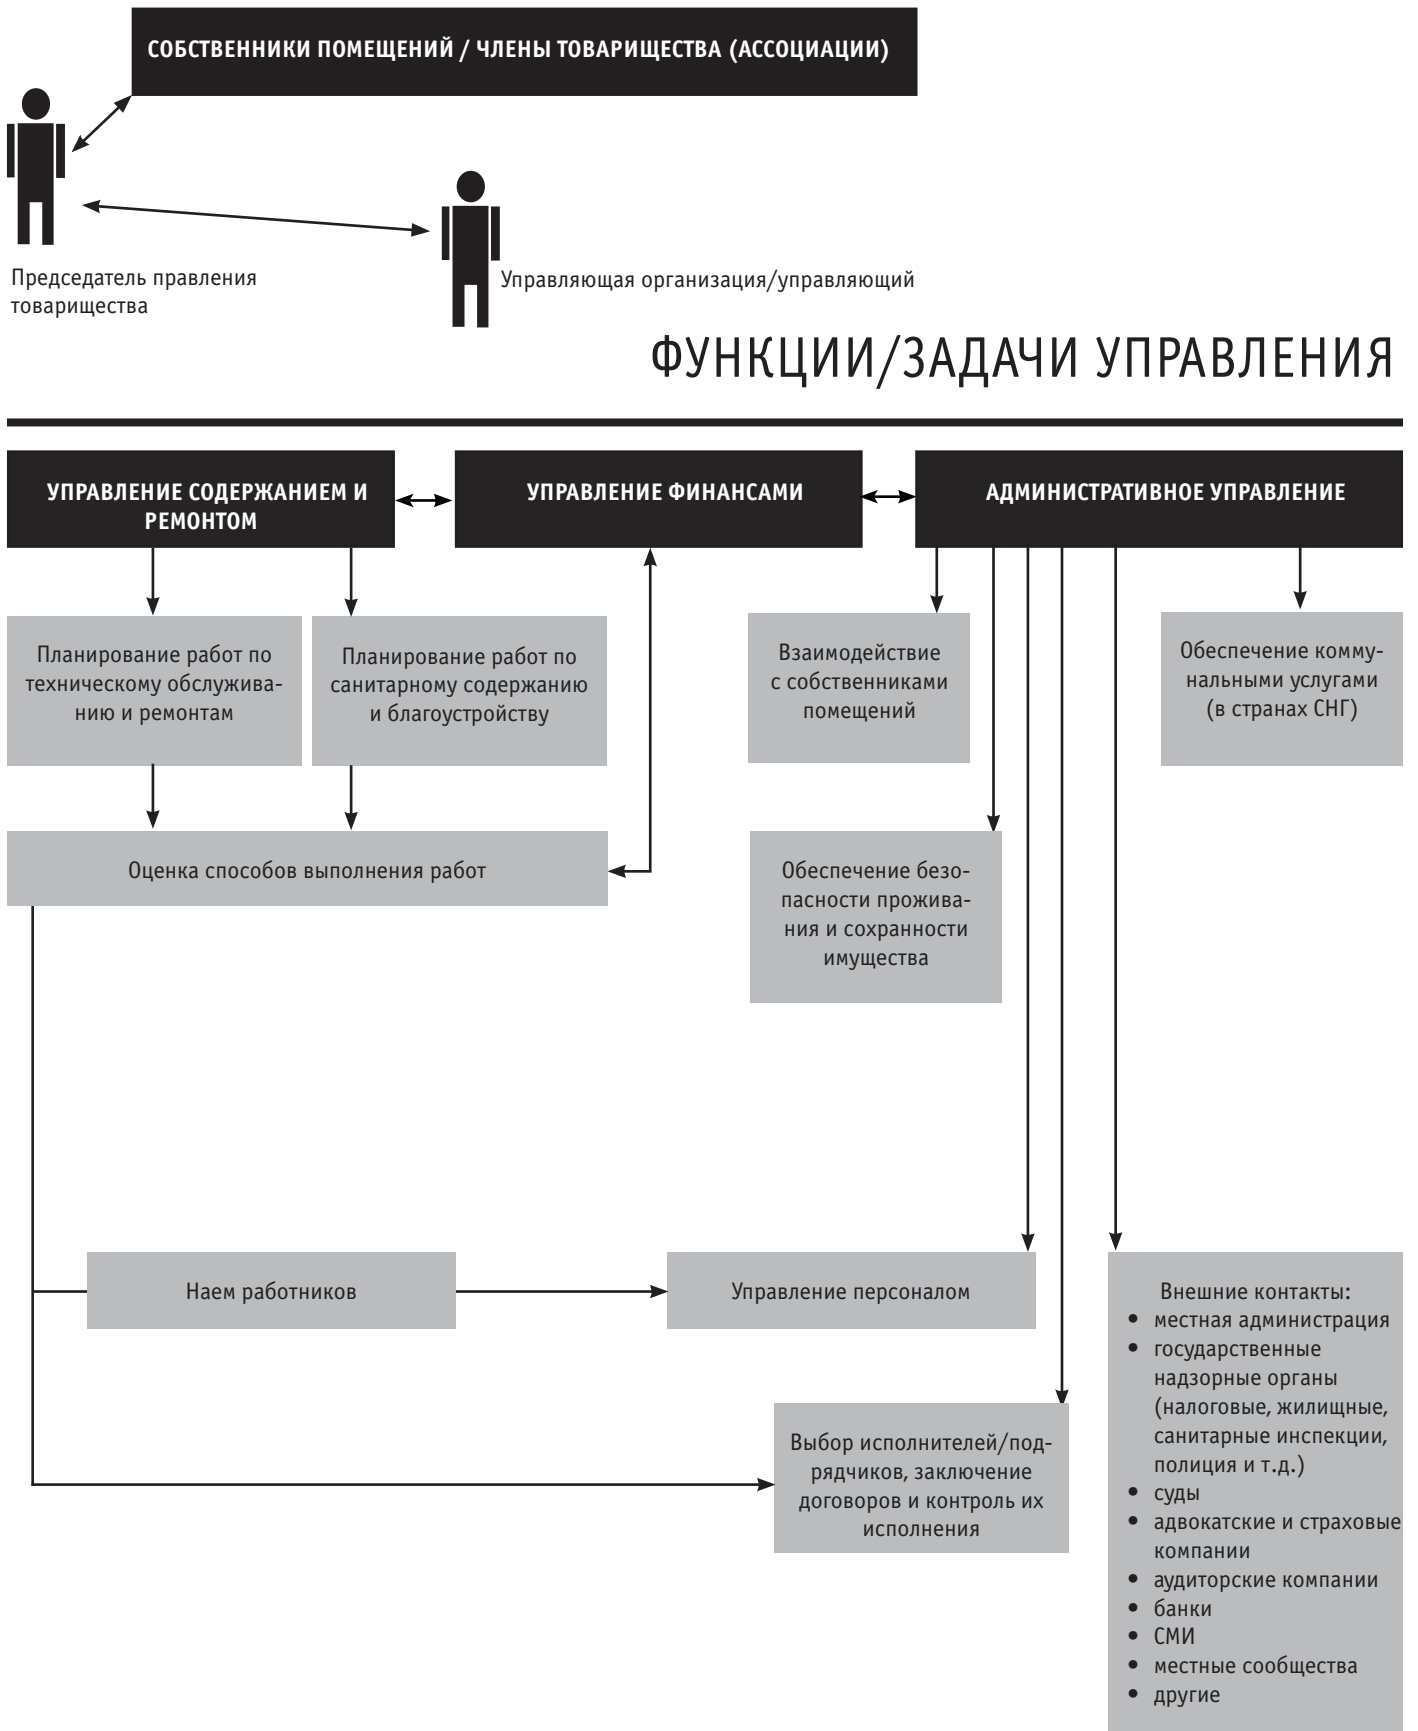 СОБСТВЕННИКИ ПОМЕЩЕНИЙ / ЧЛЕНЫ ТОВАРИЩЕСТВА (АССОЦИАЦИИ)
Председатель правления
товарищества
Управляющая организация/управляющий
ФУНКЦИИ/ЗАДАЧИ УПРАВЛЕНИЯ
УПРАВЛЕНИЕ СОДЕРЖАНИЕМ И
РЕМОНТОМ
УПРАВЛЕНИЕ ФИНАНСАМИ
АДМИНИСТРАТИВНОЕ УПРАВЛЕНИЕ
Планирование работ по
техническому обслужива-
нию и ремонтам
Планирование работ по
санитарному содержанию
и благоустройству
Взаимодействие
с собственниками
помещений
Обеспечение комму-
нальными услугами
(в странах СНГ)
Оценка способов выполнения работ
Обеспечение безо-
пасности прожива-
ния и сохранности
имущества
Наем работников
Управление персоналом
Выбор исполнителей/под-
рядчиков, заключение
договоров и контроль их
исполнения
Внешние контакты:
• местная администрация
• государственные
надзорные органы
(налоговые, жилищные,
санитарные инспекции,
полиция и т.д.)
• суды
• адвокатские и страховые
компании
• аудиторские компании
• банки
• СМИ
• местные сообщества
• другие